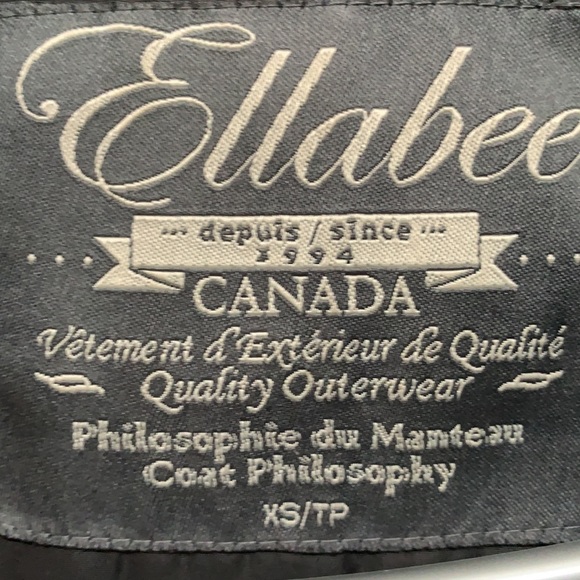 Ellabee
depuis / since
1994
CANADA
Vêtement d'Extérieur de Qualité
Quality Outerwear
Philosophie du Manteau
Coat Philosophy
XS/TP